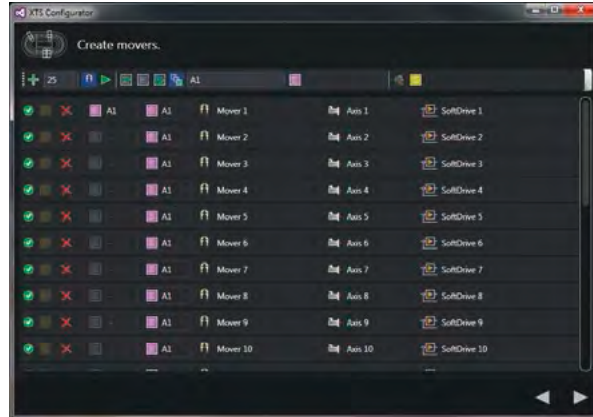 XTS Configurator
Create movers.
25 A1
A1 A1 Mover 1 Axis 1 SoftDrive 1
A1 Mover 2 Axis 2 SoftDrive 2
A1 Mover 3 Axis 3 SoftDrive 3
A1 Mover 4 Axis 4 SoftDrive 4
A1 Mover 5 Axis 5 SoftDrive 5
A1 Mover 6 Axis 6 SoftDrive 6
A1 Mover 7 Axis 7 SoftDrive 7
A1 Mover 8 Axis 8 SoftDrive 8
A1 Mover 9 Axis 9 SoftDrive 9
A1 Mover 10 Axis 10 SoftDrive 10